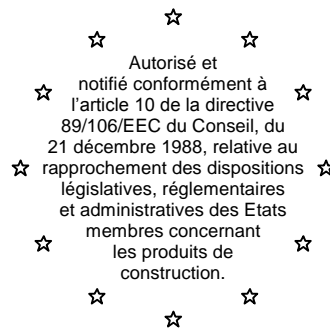 Autorisé et
notifié conformément à
l'article 10 de la directive
89/106/EEC du Conseil, du
21 décembre 1988, relative au
rapprochement des dispositions
législatives, réglementaires
et administratives des Etats
membres concernant
les produits de
construction.